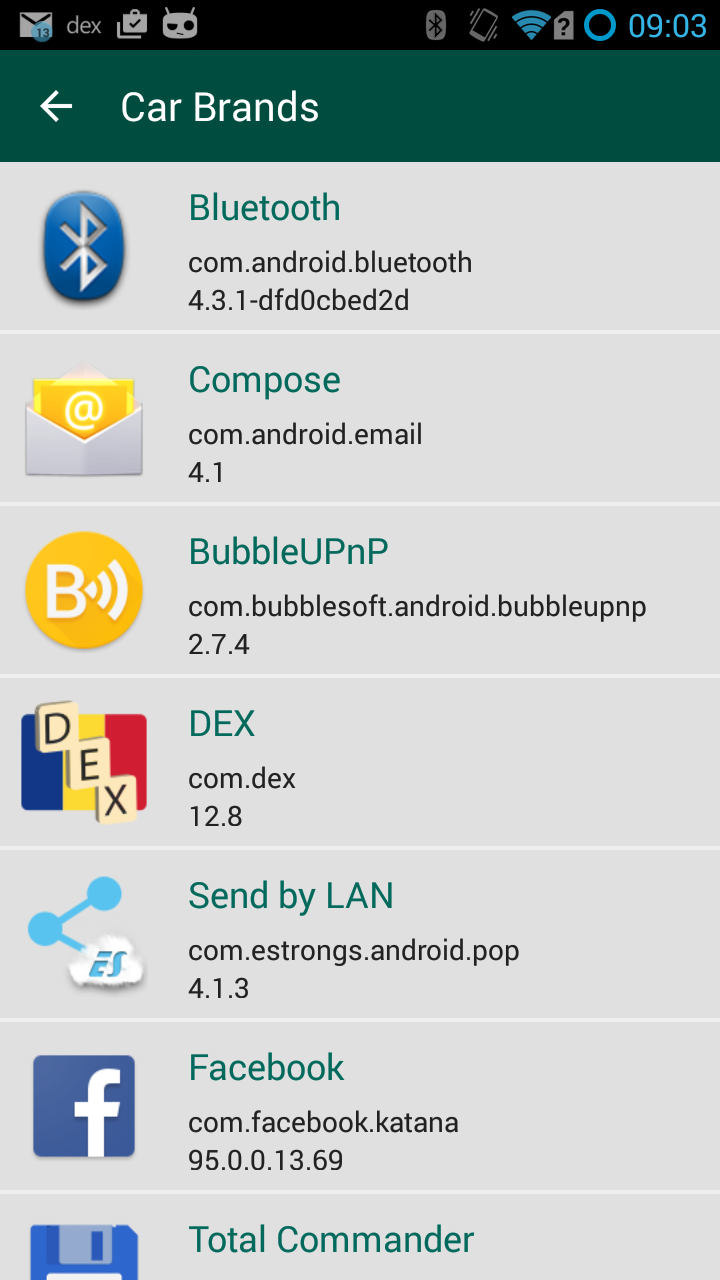 13 dex 09:03
Car Brands
Bluetooth
com.android.bluetooth
4.3.1-dfd0cbed2d
@
Compose
com.android.email
4.1
B
BubbleUPnP
com.bubblesoft.android.bubbleupnp
2.7.4
D
E
X
DEX
com.dex
12.8
ES
Send by LAN
com.estrongs.android.pop
4.1.3
f
Facebook
com.facebook.katana
95.0.0.13.69
Total Commander